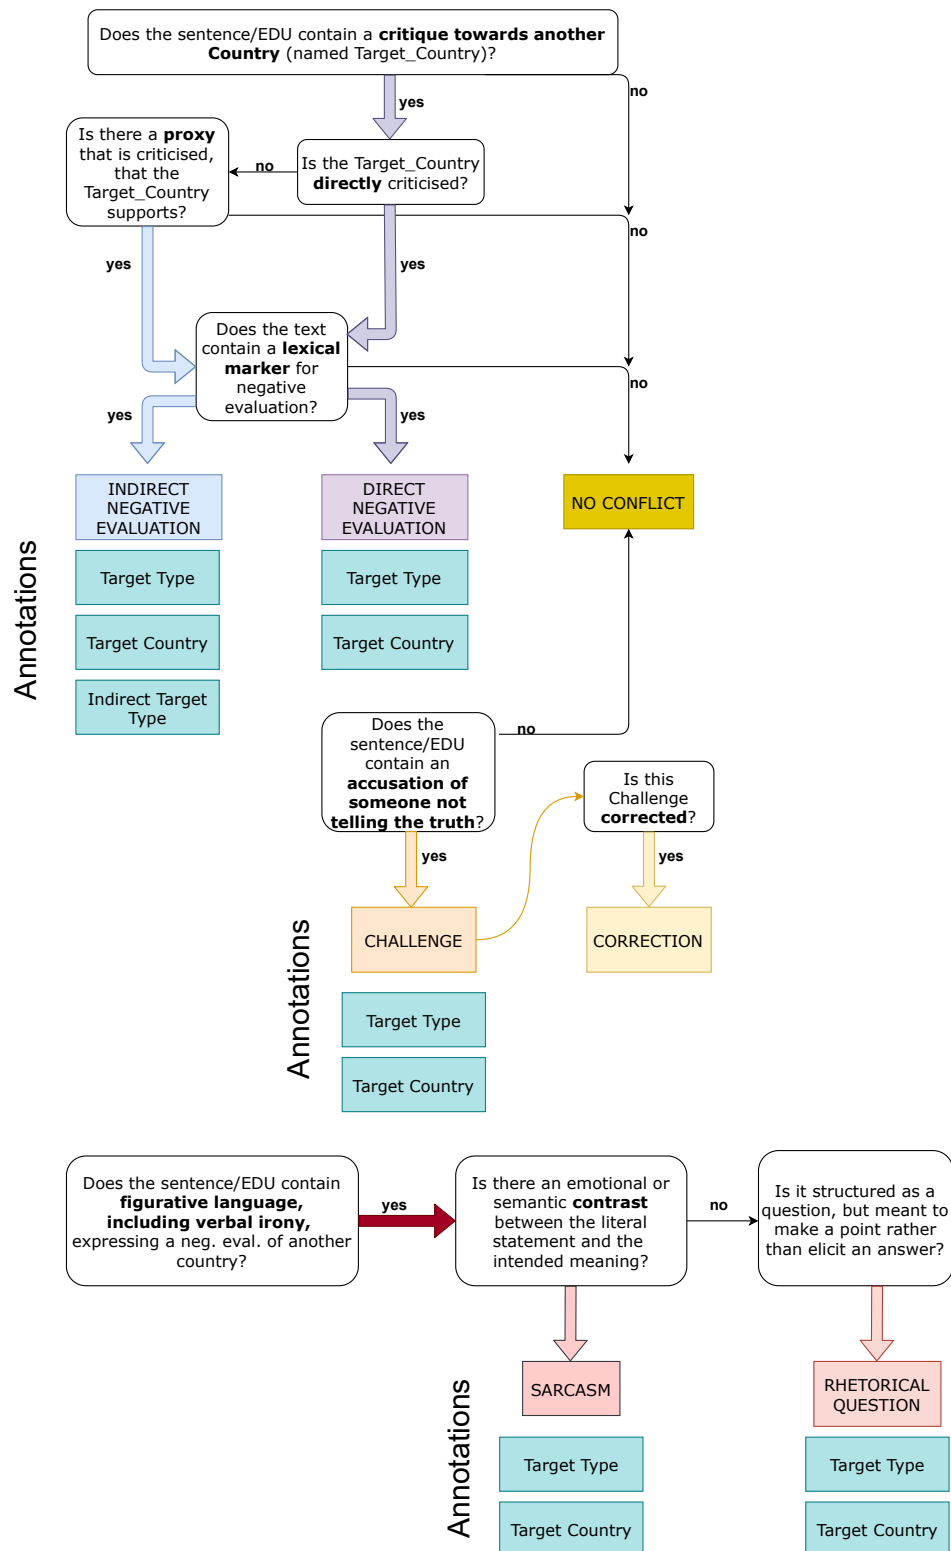 Does the sentence/EDU contain a critique towards another
Country (named Target_Country)?
no
yes
Is there a proxy
that is criticised,
that the
Target_Country
supports?
no
Is the Target_Country
directly criticised?
no
yes
yes
Does the text
contain a lexical
marker for
negative
evaluation?
no
yes
yes
INDIRECT
NEGATIVE
EVALUATION
DIRECT
NEGATIVE
EVALUATION
NO CONFLICT
Annotations
Target Type
Target Type
Target Country
Target Country
Indirect Target
Type
Does the
sentence/EDU
contain an
accusation of
someone not
telling the truth?
no
Is this
Challenge
corrected?
yes
yes
Annotations
CHALLENGE
CORRECTION
Target Type
Target Country
Does the sentence/EDU contain
figurative language,
including verbal irony,
expressing a neg. eval. of another
country?
yes
Is there an emotional or
semantic contrast
between the literal
statement and the
intended meaning?
no
Is it structured as a
question, but meant to
make a point rather
than elicit an answer?
Annotations
SARCASM
RHETORICAL
QUESTION
Target Type
Target Type
Target Country
Target Country